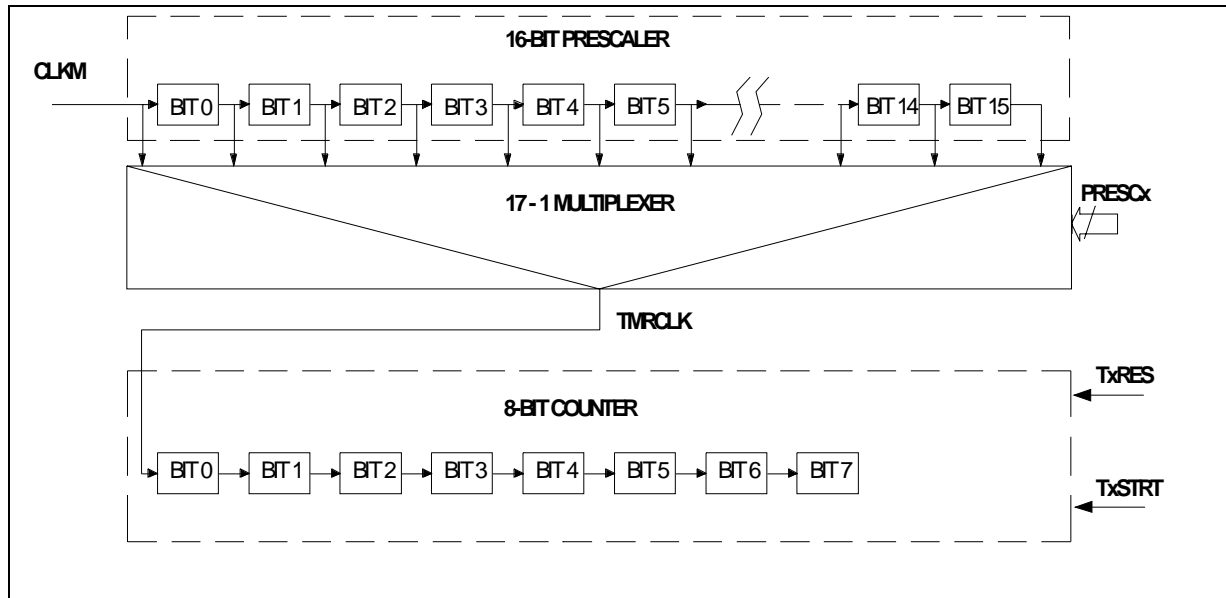 16-BIT PRESCALER
CLKM
BIT 0 BIT 1 BIT 2 BIT 3 BIT 4 BIT 5 BIT 14 BIT 15
17 - 1 MULTIPLEXER
PRESCx
TMRCLK
TxRES
8-BIT COUNTER
BIT 0 BIT 1 BIT 2 BIT 3 BIT 4 BIT 5 BIT 6 BIT 7
TxSTRT